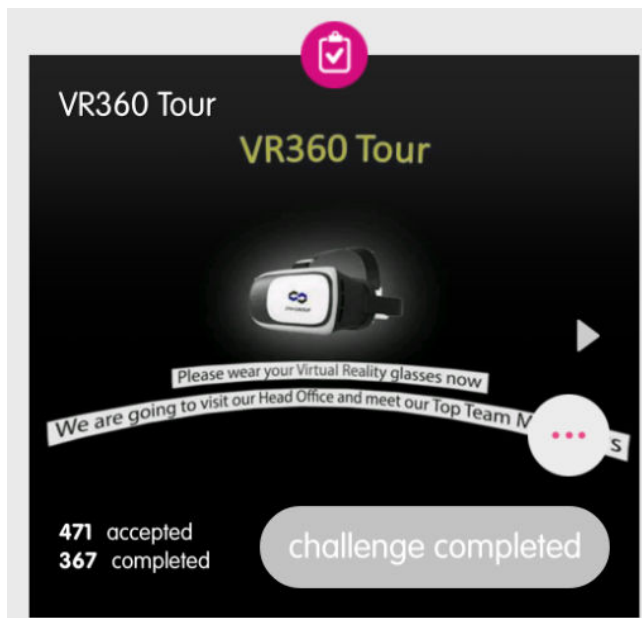 VR360 Tour
VR360 Tour
Please wear your Virtual Reality glasses now
We are going to visit our Head Office and meet our Top Team
471 accepted
367 completed
challenge completed